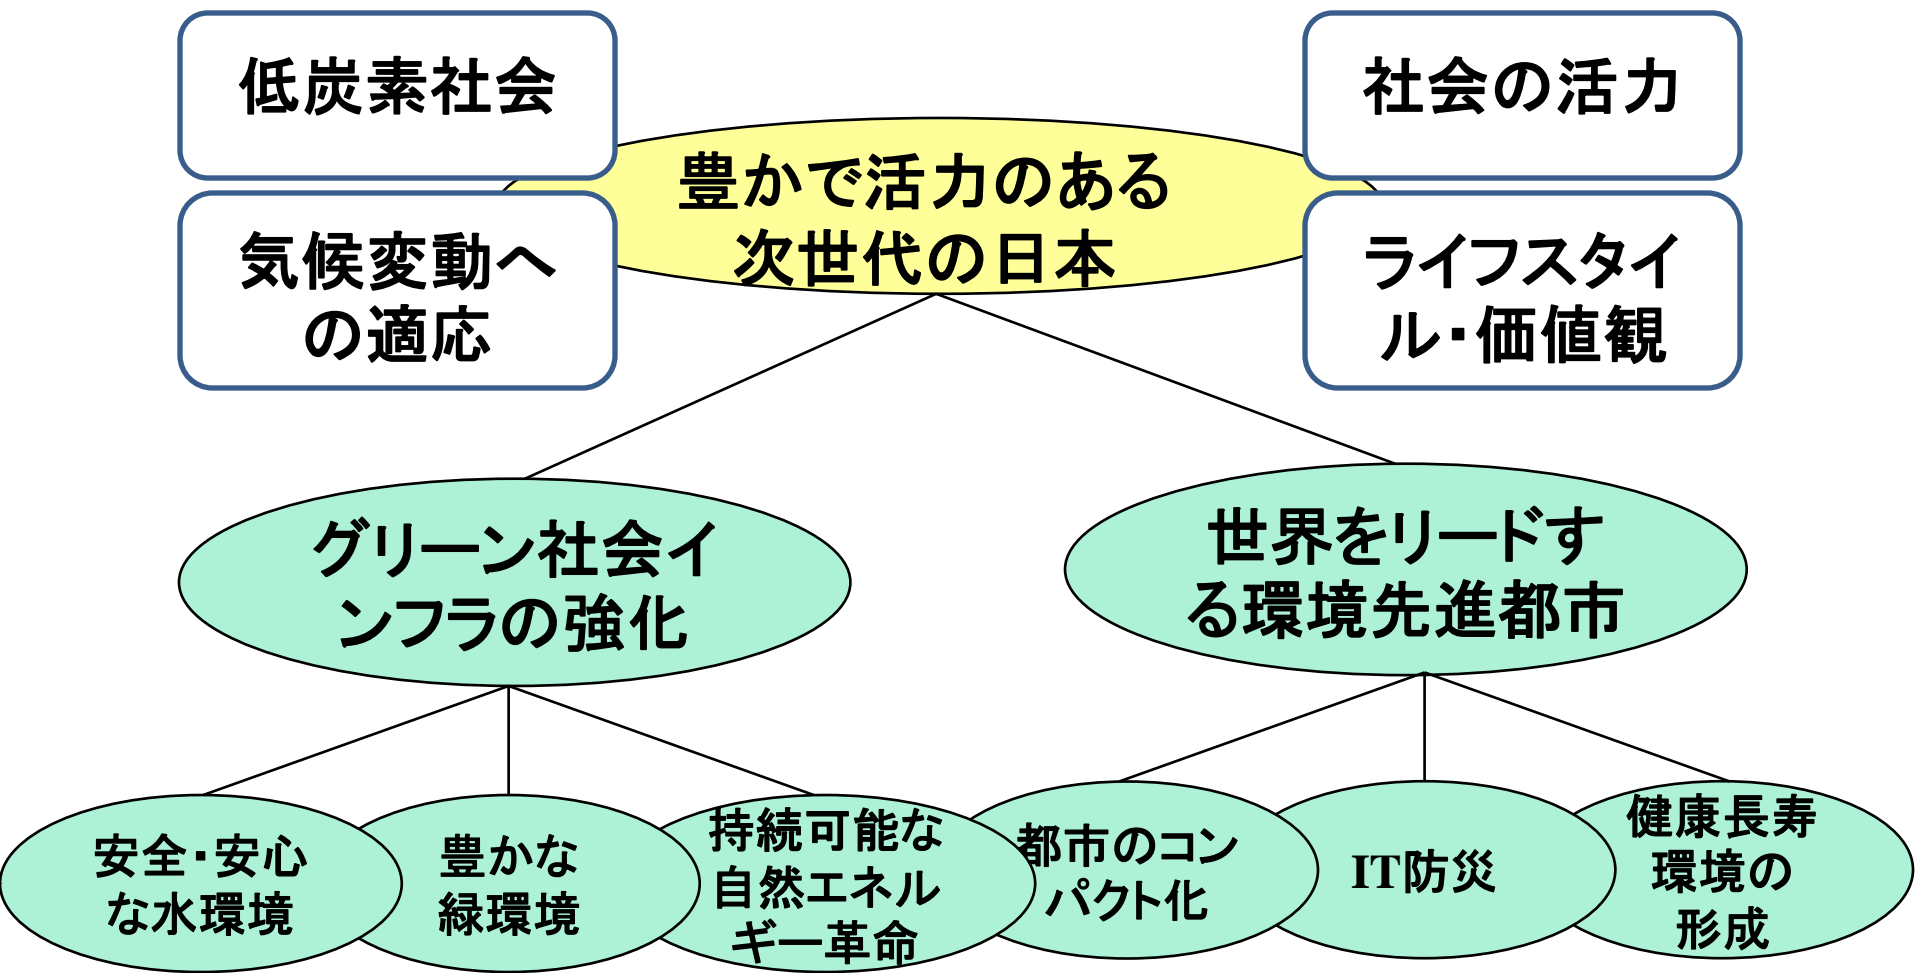 低炭素社会
社会の活力
豊かで活力のある
次世代の日本
気候変動へ
の適応
ライフスタイ
ル・価値観
グリーン社会イ
ンフラの強化
世界をリードす
る環境先進都市
安全・安心
な水環境
豊かな
緑環境
持続可能な
自然エネル
ギー革命
都市のコン
パクト化
IT防災
健康長寿
環境の
形成